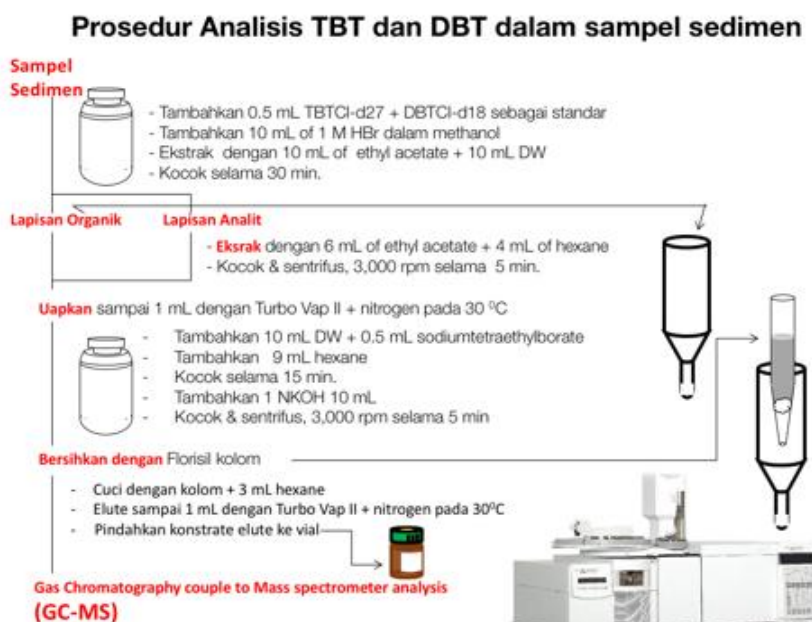 Prosedur Analisis TBT dan DBT dalam sampel sedimen
Sampel
Sedimen
- Tambahkan 0.5 mL TBTCl-d27 + DBTCl-d18 sebagai standar
- Tambahkan 10 mL of 1 M HBr dalam methanol
- Ekstrak dengan 10 mL of ethyl acetate + 10 mL DW
- Kocok selama 30 min.
Lapisan Organik Lapisan Analit
- Eksrak dengan 6 mL of ethyl acetate + 4 mL of hexane
- Kocok & sentrifus, 3,000 rpm selama 5 min.
Uapkan sampai 1 mL dengan Turbo Vap II + nitrogen pada 30 ⁰C
- Tambahkan 10 mL DW + 0.5 mL sodiumtetraethylborate
- Tambahkan 9 mL hexane
- Kocok selama 15 min.
- Tambahkan 1 NKOH 10 mL
- Kocok & sentrifus, 3,000 rpm selama 5 min
Bersihkan dengan Florisil kolom
- Cuci dengan kolom + 3 mL hexane
- Elute sampai 1 mL dengan Turbo Vap II + nitrogen pada 30⁰C
- Pindahkan konstrate elute ke vial
Gas Chromatography couple to Mass spectrometer analysis
(GC-MS)